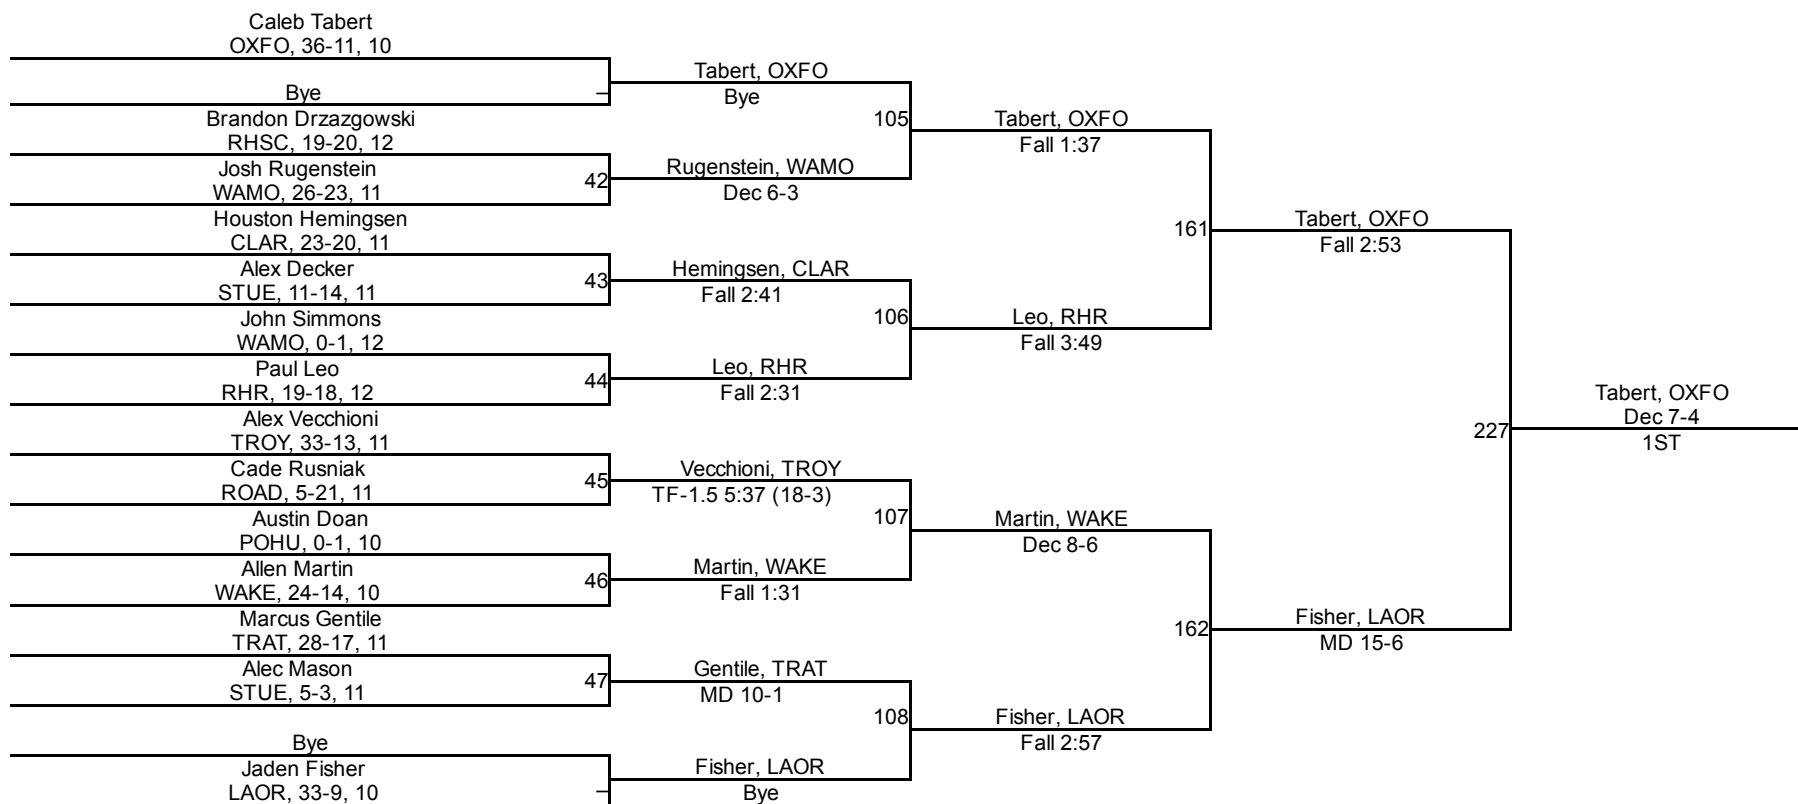 Caleb Tabert
OXFO, 36-11, 10
Bye
Brandon Drzazgowski
RHSC, 19-20, 12
Josh Rugenstein
WAMO, 26-23, 11
Houston Hemingsen
CLAR, 23-20, 11
Alex Decker
STUE, 11-14, 11
John Simmons
WAMO, 0-1, 12
Paul Leo
RHR, 19-18, 12
Alex Vecchioni
TROY, 33-13, 11
Cade Rusniak
ROAD, 5-21, 11
Austin Doan
POHU, 0-1, 10
Allen Martin
WAKE, 24-14, 10
Marcus Gentile
TRAT, 28-17, 11
Alec Mason
STUE, 5-3, 11
Bye
Jaden Fisher
LAOR, 33-9, 10
42
43
44
45
46
47
Tabert, OXFO
Bye
Rugenstein, WAMO
Dec 6-3
Hemingsen, CLAR
Fall 2:41
Leo, RHR
Fall 2:31
Vecchioni, TROY
TF-1.5 5:37 (18-3)
Martin, WAKE
Fall 1:31
Gentile, TRAT
MD 10-1
Fisher, LAOR
Bye
105
106
107
108
Tabert, OXFO
Fall 1:37
Leo, RHR
Fall 3:49
Martin, WAKE
Dec 8-6
Fisher, LAOR
Fall 2:57
161
162
Tabert, OXFO
Fall 2:53
Fisher, LAOR
MD 15-6
227
Tabert, OXFO
Dec 7-4
1ST